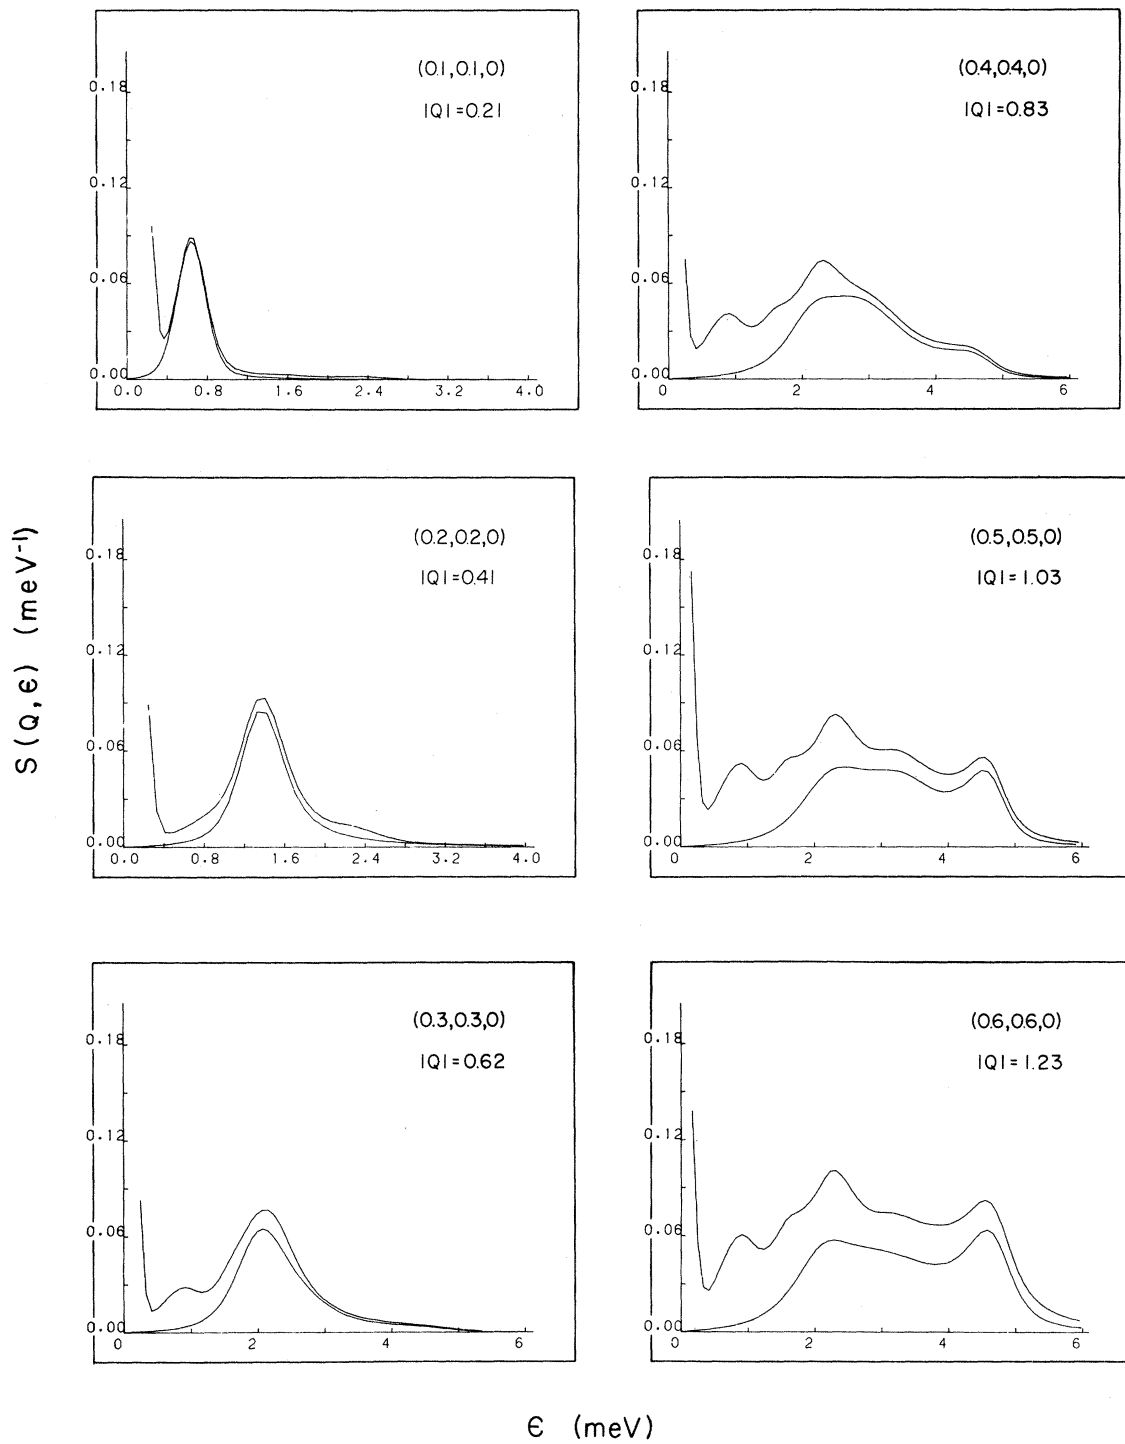 (0.1,0.1,0)
|Q|=0.21
0.18
0.12
0.06
0.00
0.0 0.8 1.6 2.4 3.2 4.0
(0.4,0.4,0)
|Q|=0.83
0.18
0.12
0.06
0.00
0 2 4 6
(0.2,0.2,0)
|Q|=0.41
0.18
0.12
0.06
0.00
0.0 0.8 1.6 2.4 3.2 4.0
(0.5,0.5,0)
|Q|=1.03
0.18
0.12
0.06
0.00
0 2 4 6
S(Q,ϵ) (meV⁻¹)
(0.3,0.3,0)
|Q|=0.62
0.18
0.12
0.06
0.00
0 2 4 6
(0.6,0.6,0)
|Q|=1.23
0.18
0.12
0.06
0.00
0 2 4 6
ϵ (meV)